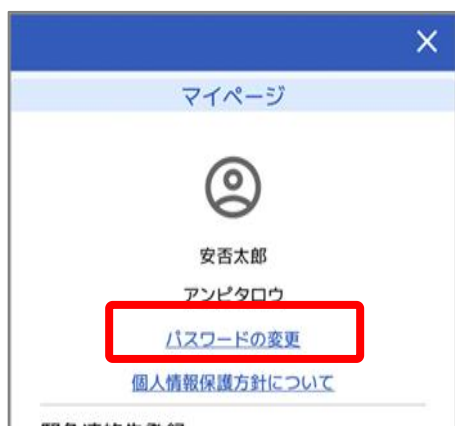 マイページ
安否太郎
アンピタロウ
パスワードの変更
個人情報保護方針について